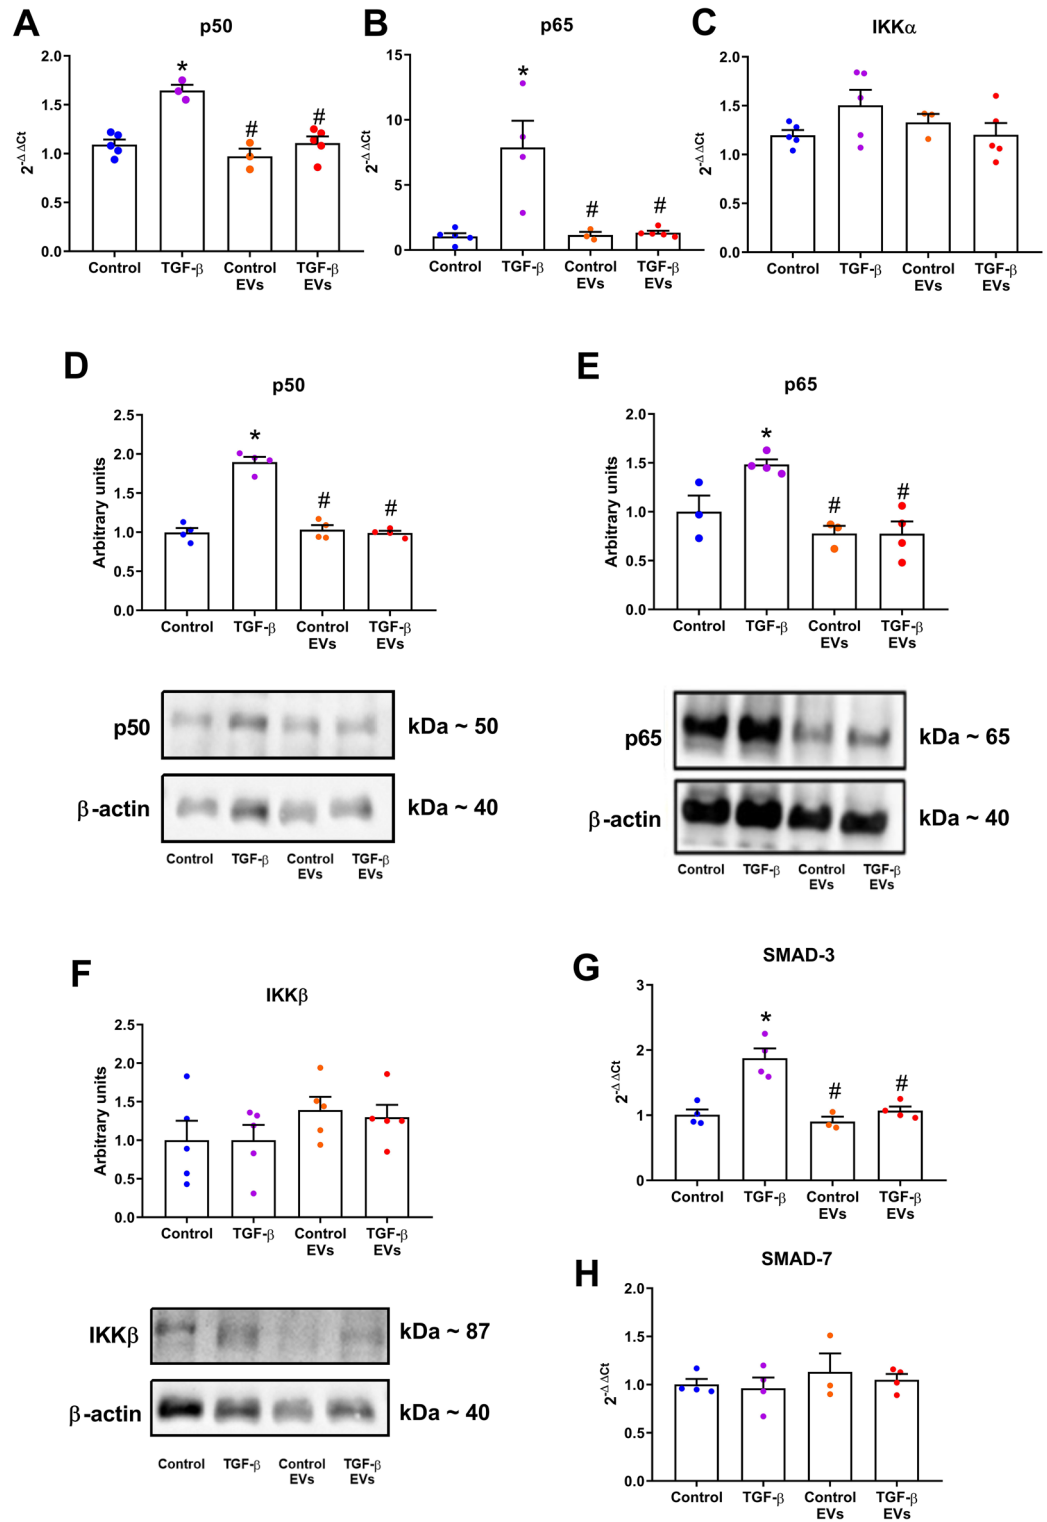 A
p50
2.0
1.5
1.0
0.5
0.0
2-Δ ΔCt
*
#
#
Control
TGF-β
Control
EVs
TGF-β
EVs
B
p65
15
10
5
0
2-Δ ΔCt
*
#
#
Control
TGF-β
Control
EVs
TGF-β
EVs
C
IKKα
2.0
1.5
1.0
0.5
0.0
2-Δ ΔCt
Control
TGF-β
Control
EVs
TGF-β
EVs
D
p50
2.5
2.0
1.5
1.0
0.5
0.0
Arbitrary units
*
#
#
Control
TGF-β
Control
EVs
TGF-β
EVs
p50
kDa ~ 50
β-actin
kDa ~ 40
Control
TGF-β
Control
EVs
TGF-β
EVs
E
p65
2.0
1.5
1.0
0.5
0.0
Arbitrary units
*
#
#
Control
TGF-β
Control
EVs
TGF-β
EVs
p65
kDa ~ 65
β-actin
kDa ~ 40
Control
TGF-β
Control
EVs
TGF-β
EVs
F
IKKβ
2.5
2.0
1.5
1.0
0.5
0.0
Arbitrary units
Control
TGF-β
Control
EVs
TGF-β
EVs
IKKβ
kDa ~ 87
β-actin
kDa ~ 40
Control
TGF-β
Control
EVs
TGF-β
EVs
G
SMAD-3
3
2
1
0
2-Δ ΔCt
*
#
#
Control
TGF-β
Control
EVs
TGF-β
EVs
H
SMAD-7
2.0
1.5
1.0
0.5
0.0
2-Δ ΔCt
Control
TGF-β
Control
EVs
TGF-β
EVs